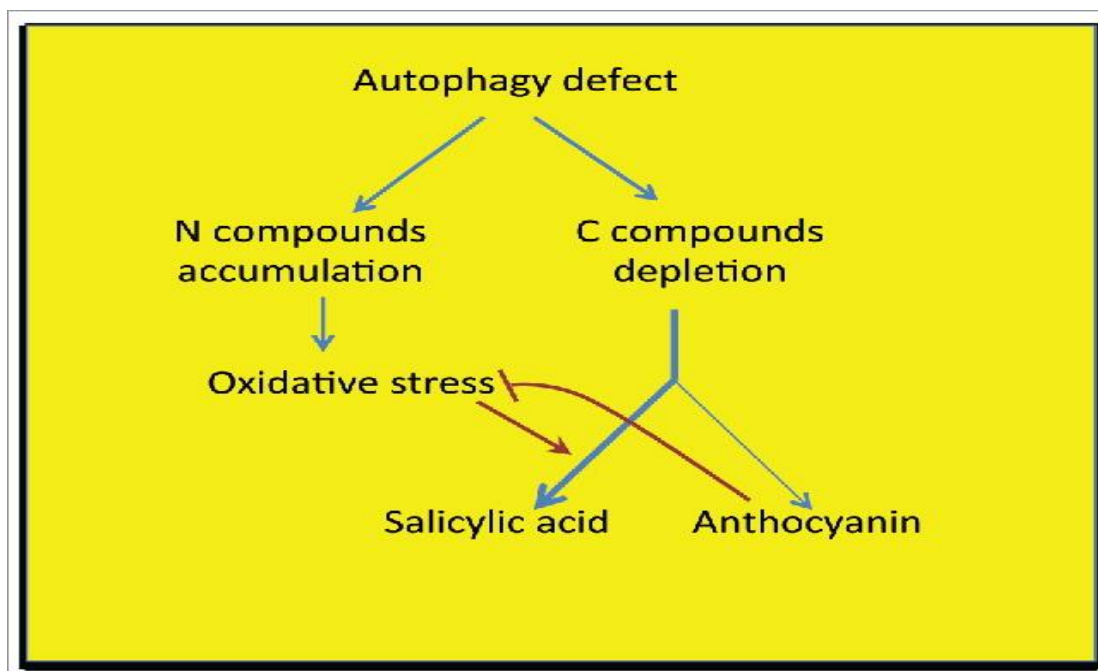 Autophagy defect
N compounds
accumulation
C compounds
depletion
Oxidative stress
Salicylic acid
Anthocyanin